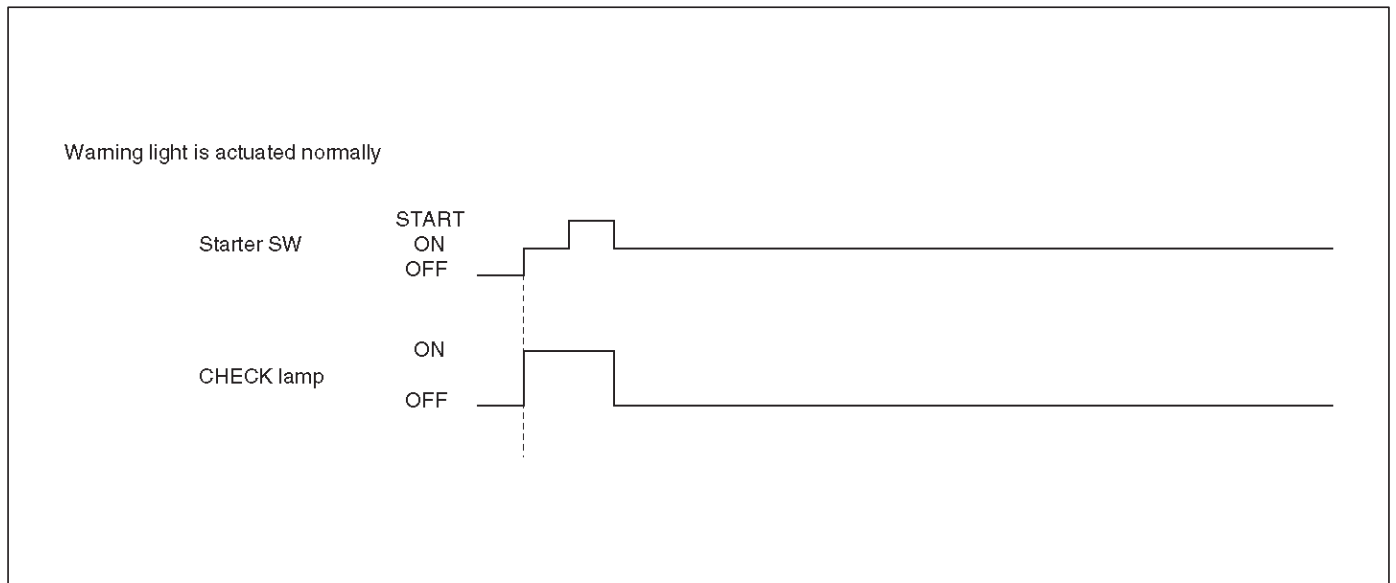 Warning light is actuated normally
START
Starter SW ON
OFF
ON
CHECK lamp
OFF